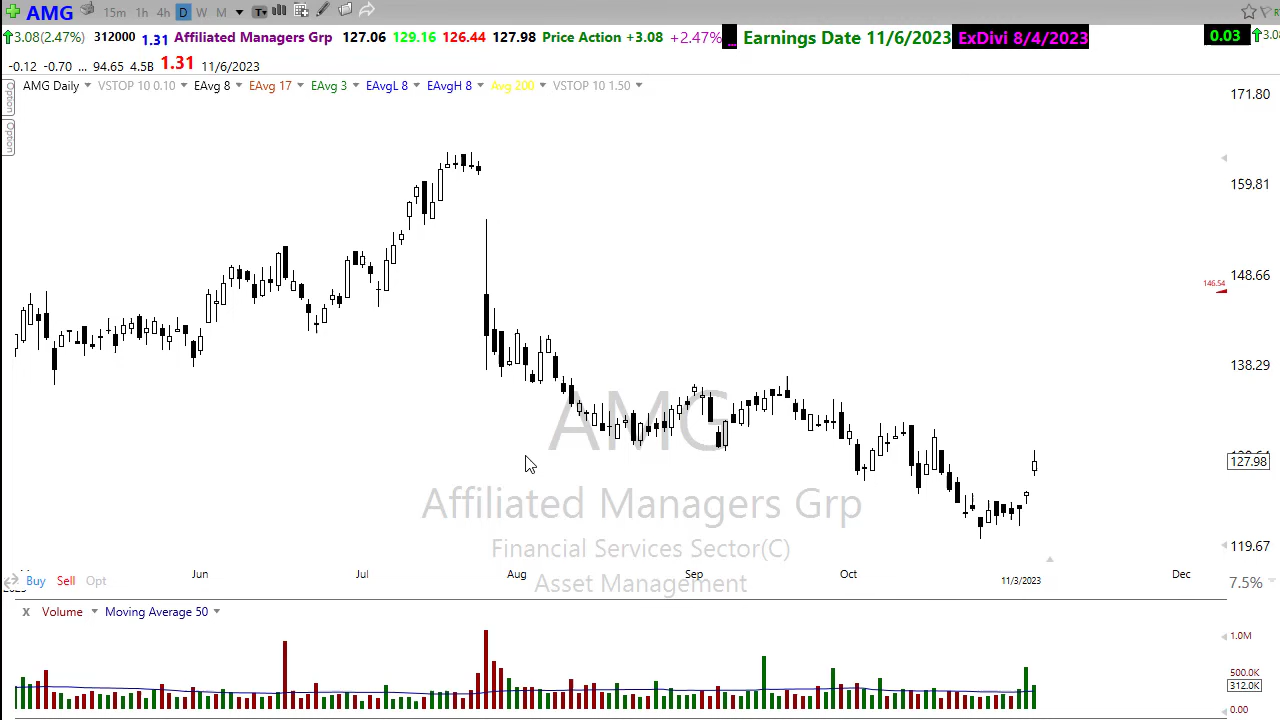 AMG 15m 1h 4h D W M
3.08(2.47%) 312000 1.31 Affiliated Managers Grp 127.06 129.16 126.44 127.98 Price Action +3.08 +2.47% ... Earnings Date 11/6/2023 ExDivi 8/4/2023 0.03 3.08
-0.12 -0.70 ... 94.65 4.5B 1.31 11/6/2023
AMG Daily VSTOP 10 0.10 EAvg 8 EAvg 17 EAvg 3 EAvgL 8 EAvgH 8 Avg 200 VSTOP 10 1.50
Option
Option
171.80
159.81
148.66
146.54
138.29
127.98
119.67
AMG
Affiliated Managers Grp
Financial Services Sector(C)
Asset Management
Jun Jul Aug Sep Oct 11/3/2023 Dec
Buy Sell Opt 7.5%
X Volume Moving Average 50
1.0M
500.0K
312.0K
0.00